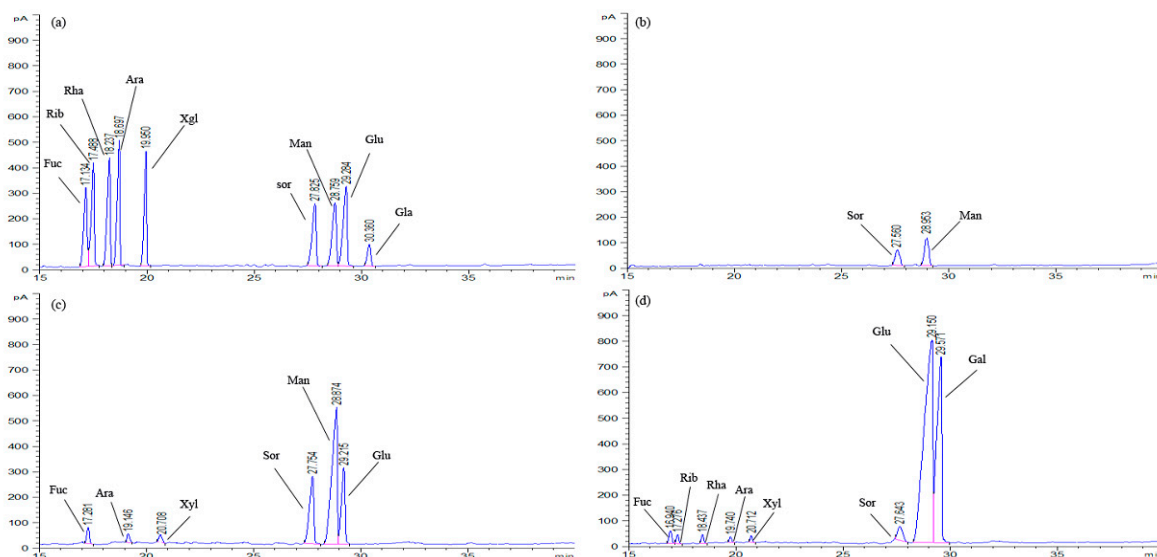 pA
(a)
900
800
700
600
500
400
300
200
100
0
Fuc
Rib
Rha
Ara
Xgl
sor
Man
Glu
Gla
17.134
17.488
18.237
18.697
19.950
27.825
28.759
29.284
30.360
15 20 25 30 35 min
pA
(b)
900
800
700
600
500
400
300
200
100
0
Sor
Man
27.560
28.953
15 20 25 30 35
pA
(c)
900
800
700
600
500
400
300
200
100
0
Fuc
Ara
Xyl
Sor
Man
Glu
17.281
19.146
20.708
27.754
28.874
29.215
15 20 25 30 35 min
pA
(d)
900
800
700
600
500
400
300
200
100
0
Fuc
Rib
Rha
Ara
Xyl
Sor
Glu
Gal
16.940
17.276
18.437
19.740
20.712
27.643
29.150
29.571
15 20 25 30 35